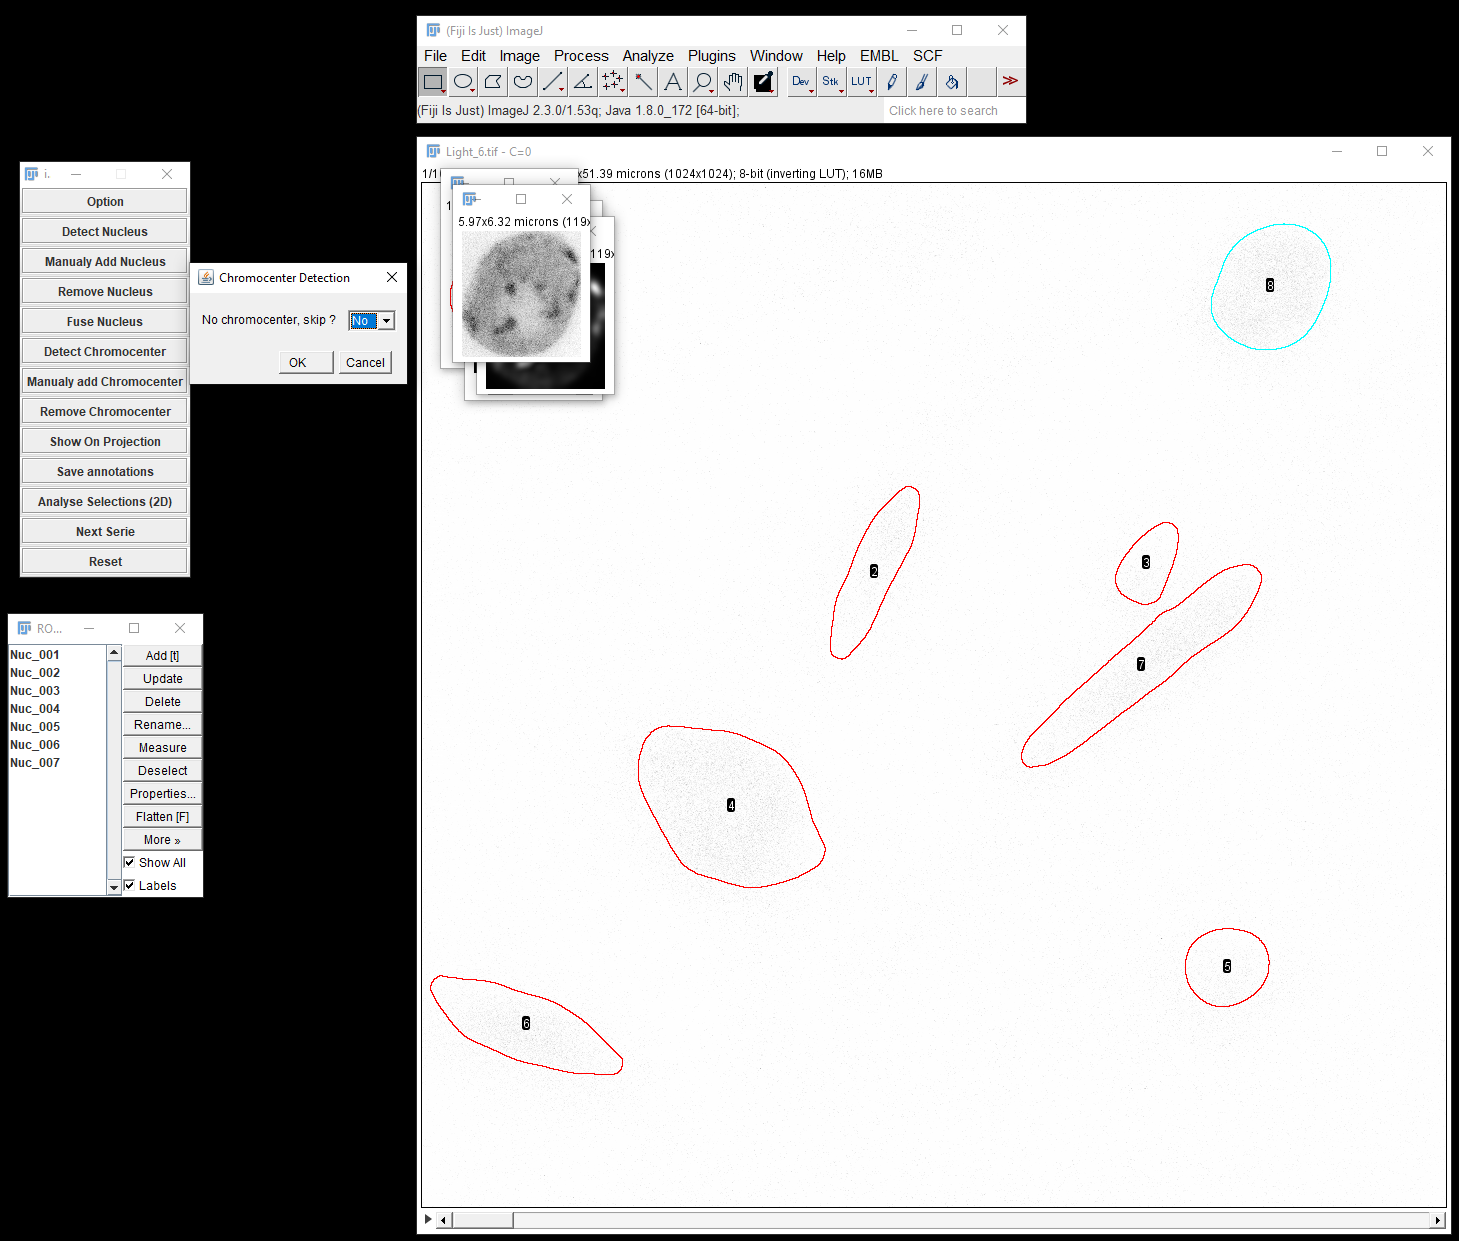 (Fiji Is Just) ImageJ
File Edit Image Process Analyze Plugins Window Help EMBL SCF
Dev Stk LUT
(Fiji Is Just) ImageJ 2.3.0/1.53q; Java 1.8.0_172 [64-bit];
Click here to search
Light_6.tif - C=0
x51.39 microns (1024x1024); 8-bit (inverting LUT); 16MB
5.97x6.32 microns (119x
119x
i.
Option
Detect Nucleus
Manualy Add Nucleus
Remove Nucleus
Fuse Nucleus
Detect Chromocenter
Manualy add Chromocenter
Remove Chromocenter
Show On Projection
Save annotations
Analyse Selections (2D)
Next Serie
Reset
Chromocenter Detection
No chromocenter, skip ? No
OK Cancel
8
2
3
7
4
5
6
RO...
Nuc_001
Nuc_002
Nuc_003
Nuc_004
Nuc_005
Nuc_006
Nuc_007
Add [t]
Update
Delete
Rename...
Measure
Deselect
Properties...
Flatten [F]
More »
Show All
Labels